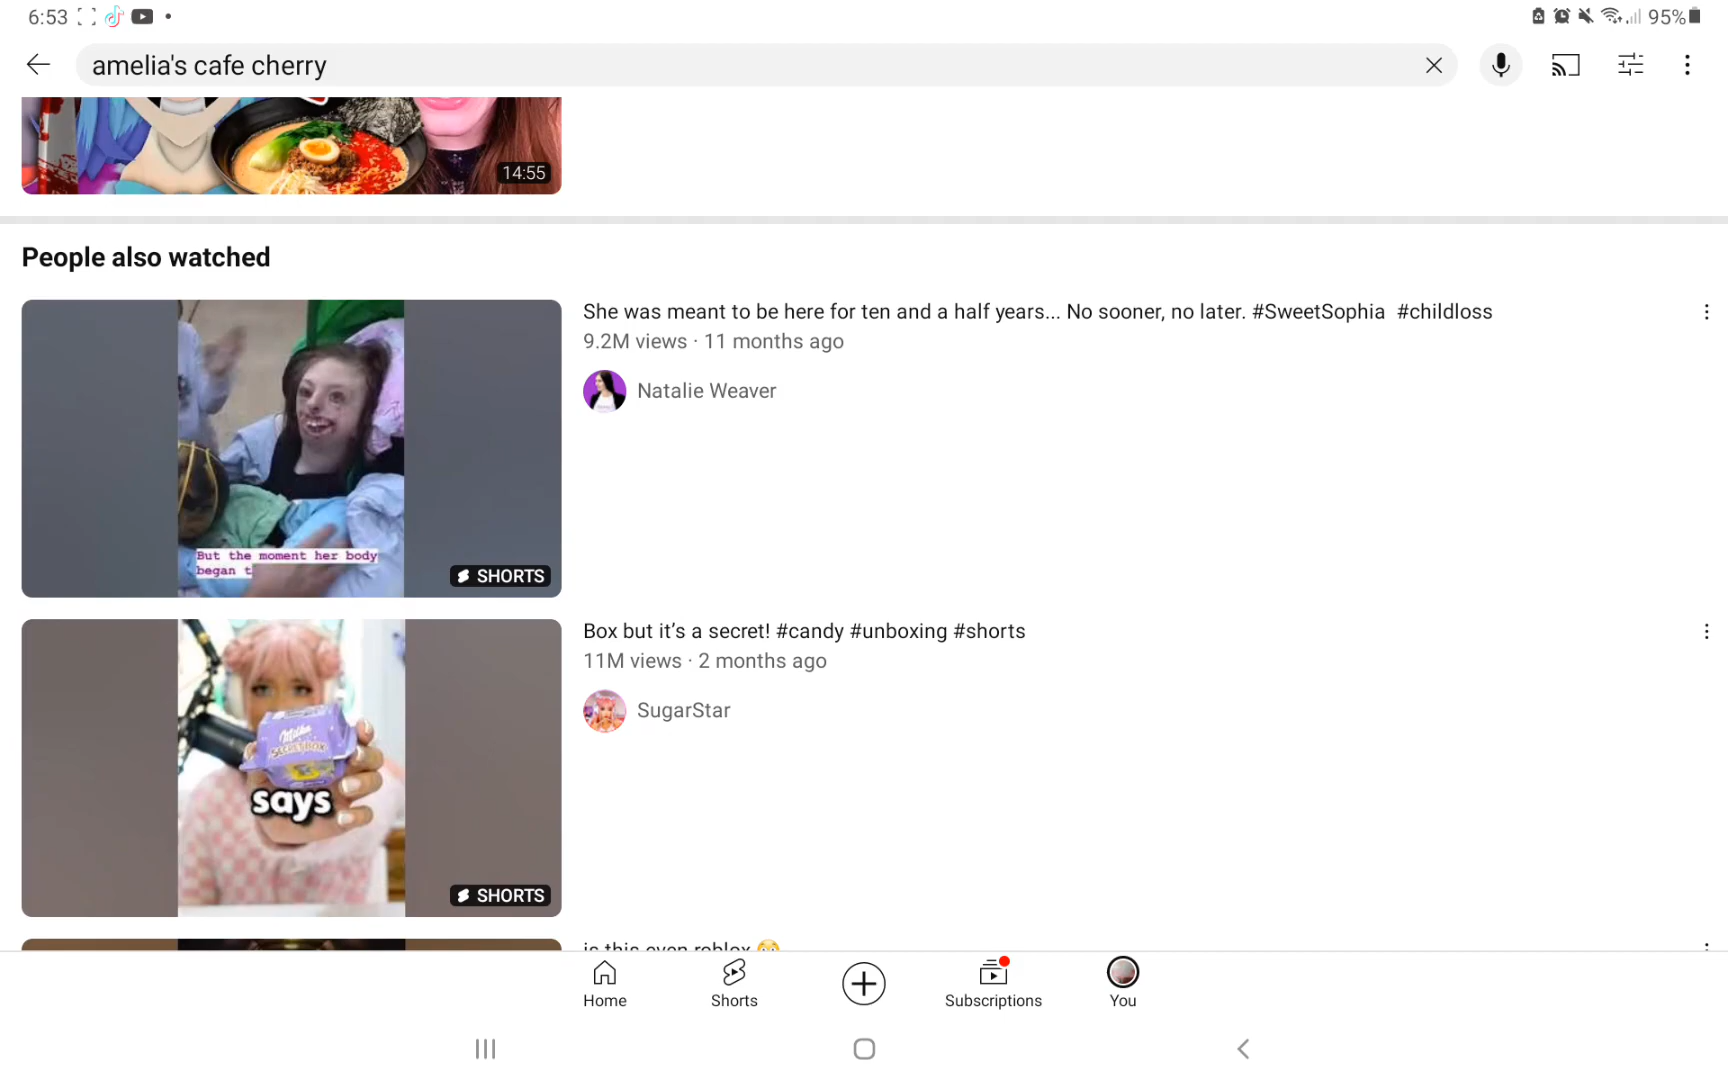 6:53
95%
amelia's cafe cherry
14:55
People also watched
She was meant to be here for ten and a half years... No sooner, no later. #SweetSophia #childloss
9.2M views · 11 months ago
Natalie Weaver
But the moment her body
began t
SHORTS
Box but it’s a secret! #candy #unboxing #shorts
11M views · 2 months ago
SugarStar
Milka
SECRET BOX
says
SHORTS
is this even roblox 😳
Home
Shorts
Subscriptions
You